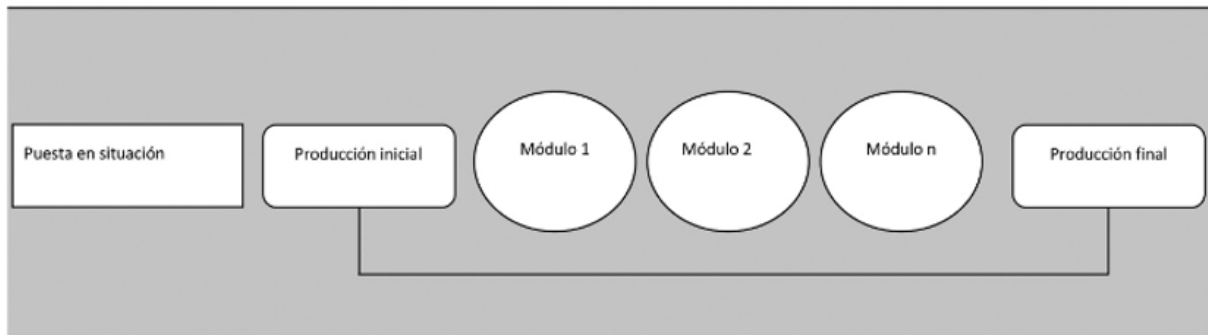 Puesta en situación
Producción inicial
Módulo 1
Módulo 2
Módulo n
Producción final